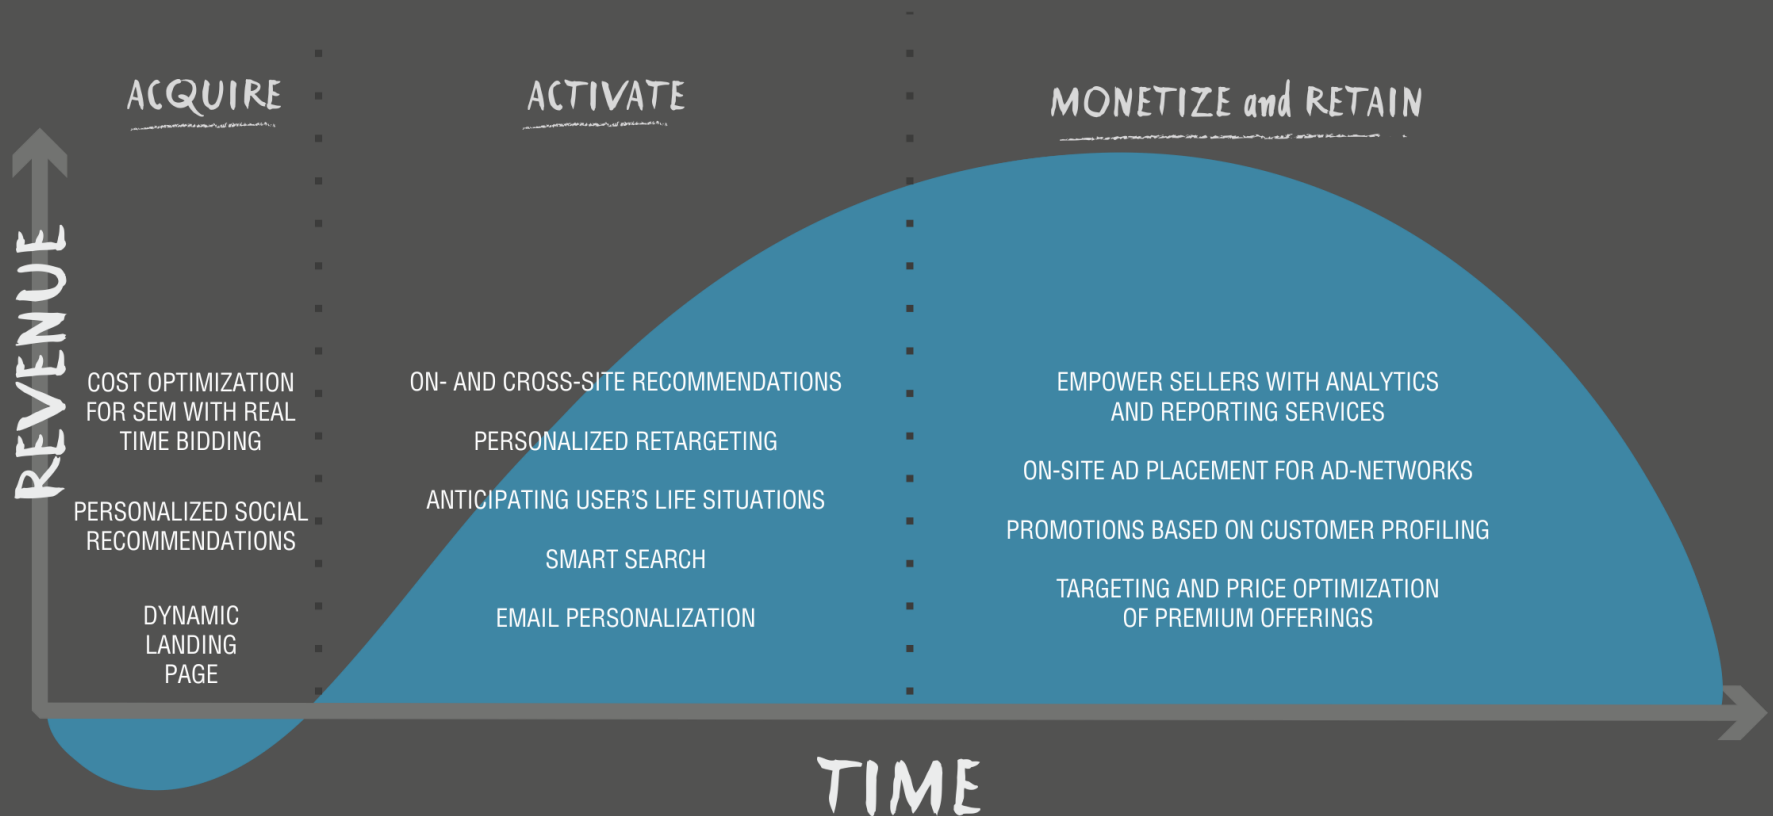 ACQUIRE
ACTIVATE
MONETIZE and RETAIN
REVENUE
COST OPTIMIZATION
FOR SEM WITH REAL
TIME BIDDING
PERSONALIZED SOCIAL
RECOMMENDATIONS
DYNAMIC
LANDING
PAGE
ON- AND CROSS-SITE RECOMMENDATIONS
PERSONALIZED RETARGETING
ANTICIPATING USER'S LIFE SITUATIONS
SMART SEARCH
EMAIL PERSONALIZATION
EMPOWER SELLERS WITH ANALYTICS
AND REPORTING SERVICES
ON-SITE AD PLACEMENT FOR AD-NETWORKS
PROMOTIONS BASED ON CUSTOMER PROFILING
TARGETING AND PRICE OPTIMIZATION
OF PREMIUM OFFERINGS
TIME